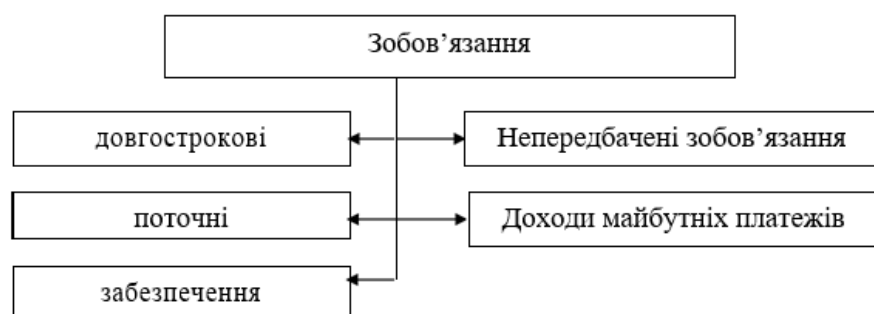 Зобов’язання
довгострокові
Непередбачені зобов’язання
поточні
Доходи майбутніх платежів
забезпечення